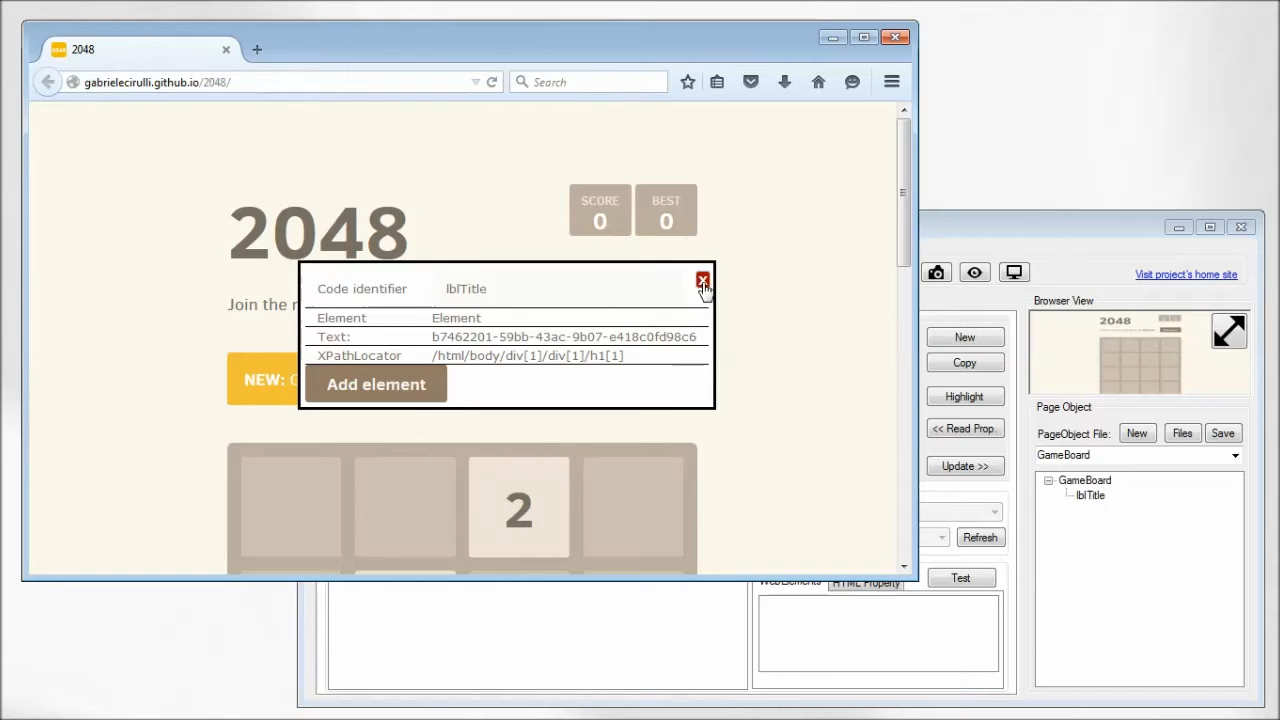 2048
gabrielecirulli.github.io/2048/
Search
2048
SCORE
0
BEST
0
Join the
NEW:
Code identifier lblTitle
Element Element
Text: b7462201-59bb-43ac-9b07-e418c0fd98c6
XPathLocator /html/body/div[1]/div[1]/h1[1]
Add element
2
Visit project's home site
New
Copy
Highlight
<< Read Prop.
Update >>
Refresh
WebElements
HTML Property
Test
Browser View
2048
Page Object
PageObject File: New Files Save
GameBoard
GameBoard
lblTitle